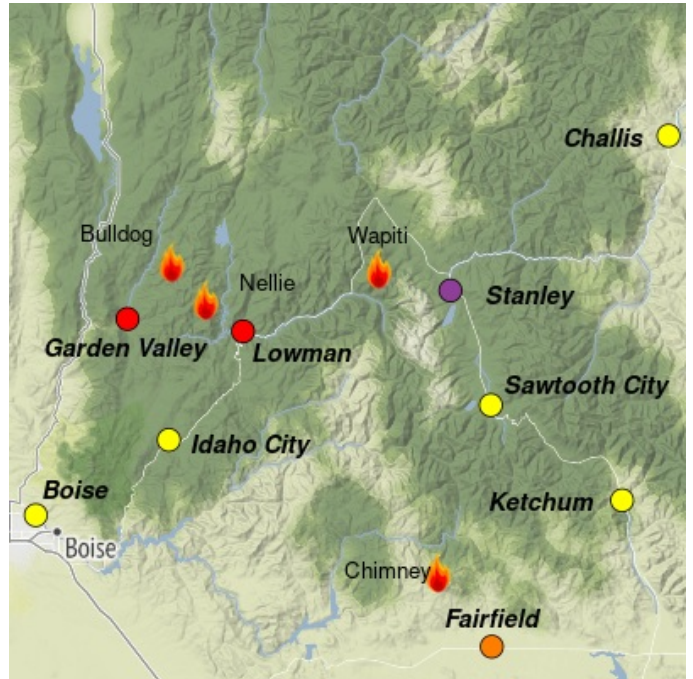 Challis
Bulldog
Wapiti
Nellie
Stanley
Garden Valley
Lowman
Sawtooth City
Idaho City
Boise
Ketchum
Boise
Chimney
Fairfield